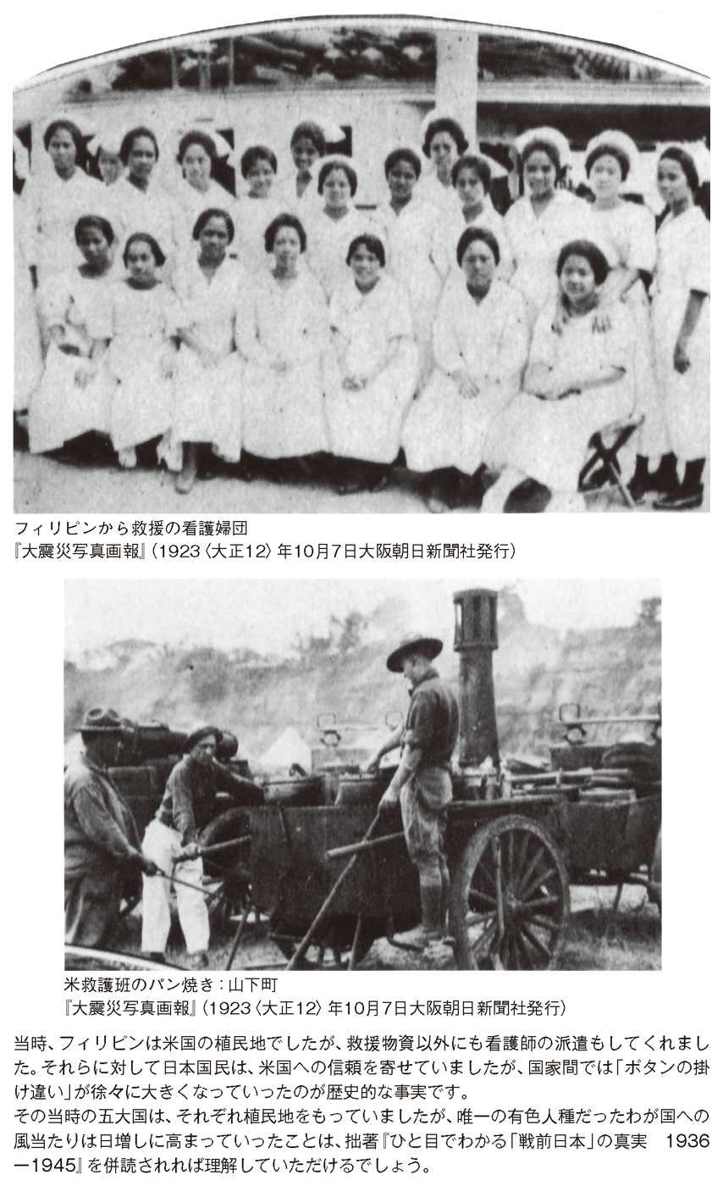 フィリピンから救援の看護婦団
『大震災写真画報』（1923〈大正12〉年10月7日大阪朝日新聞社発行）
米救護班のパン焼き：山下町
『大震災写真画報』（1923〈大正12〉年10月7日大阪朝日新聞社発行）
当時、フィリピンは米国の植民地でしたが、救援物資以外にも看護師の派遣もしてくれまし
た。それらに対して日本国民は、米国への信頼を寄せていましたが、国家間では「ボタンの掛
け違い」が徐々に大きくなっていったのが歴史的な事実です。
その当時の五大国は、それぞれ植民地をもっていましたが、唯一の有色人種だったわが国への
風当たりは日増しに高まっていったことは、拙著『ひと目でわかる「戦前日本」の真実　1936
ー1945』を併読されれば理解していただけるでしょう。